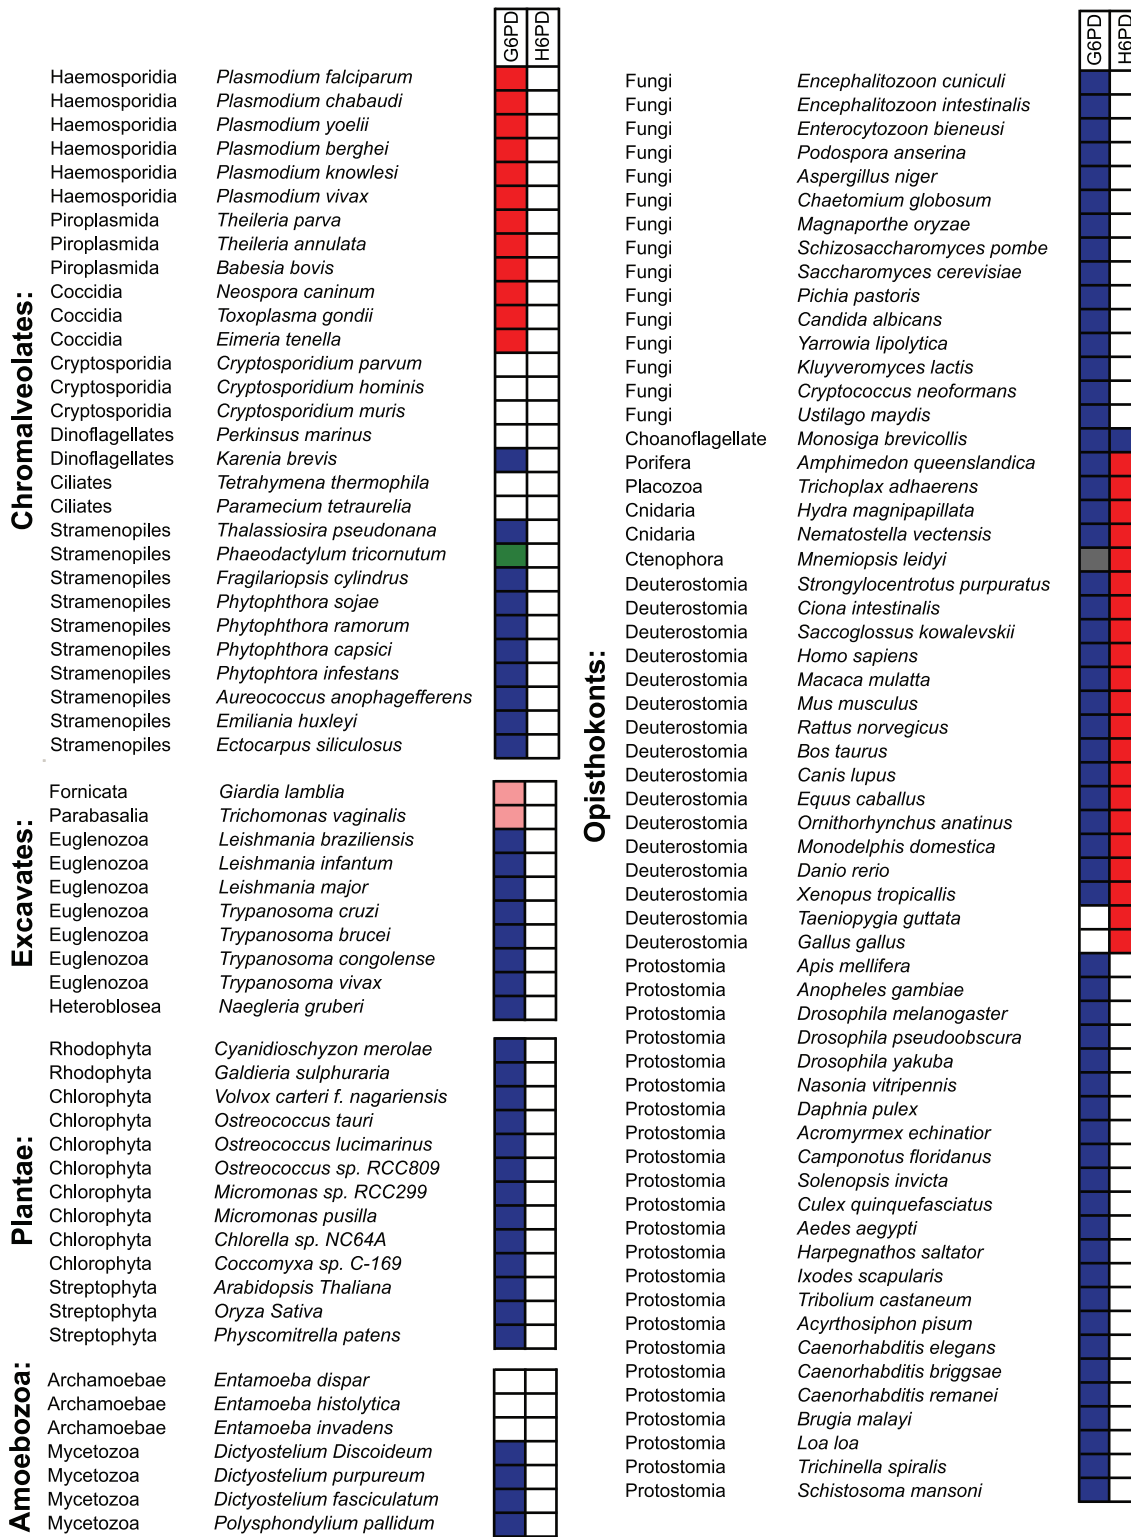 G6PD H6PD
Chromalveolates:
Haemosporidia Plasmodium falciparum
Haemosporidia Plasmodium chabaudi
Haemosporidia Plasmodium yoelii
Haemosporidia Plasmodium berghei
Haemosporidia Plasmodium knowlesi
Haemosporidia Plasmodium vivax
Piroplasmida Theileria parva
Piroplasmida Theileria annulata
Piroplasmida Babesia bovis
Coccidia Neospora caninum
Coccidia Toxoplasma gondii
Coccidia Eimeria tenella
Cryptosporidia Cryptosporidium parvum
Cryptosporidia Cryptosporidium hominis
Cryptosporidia Cryptosporidium muris
Dinoflagellates Perkinsus marinus
Dinoflagellates Karenia brevis
Ciliates Tetrahymena thermophila
Ciliates Paramecium tetraurelia
Stramenopiles Thalassiosira pseudonana
Stramenopiles Phaeodactylum tricornutum
Stramenopiles Fragilariopsis cylindrus
Stramenopiles Phytophthora sojae
Stramenopiles Phytophthora ramorum
Stramenopiles Phytophthora capsici
Stramenopiles Phytophtora infestans
Stramenopiles Aureococcus anophagefferens
Stramenopiles Emiliania huxleyi
Stramenopiles Ectocarpus siliculosus
Excavates:
Fornicata Giardia lamblia
Parabasalia Trichomonas vaginalis
Euglenozoa Leishmania braziliensis
Euglenozoa Leishmania infantum
Euglenozoa Leishmania major
Euglenozoa Trypanosoma cruzi
Euglenozoa Trypanosoma brucei
Euglenozoa Trypanosoma congolense
Euglenozoa Trypanosoma vivax
Heteroblosea Naegleria gruberi
Plantae:
Rhodophyta Cyanidioschyzon merolae
Rhodophyta Galdieria sulphuraria
Chlorophyta Volvox carteri f. nagariensis
Chlorophyta Ostreococcus tauri
Chlorophyta Ostreococcus lucimarinus
Chlorophyta Ostreococcus sp. RCC809
Chlorophyta Micromonas sp. RCC299
Chlorophyta Micromonas pusilla
Chlorophyta Chlorella sp. NC64A
Chlorophyta Coccomyxa sp. C-169
Streptophyta Arabidopsis Thaliana
Streptophyta Oryza Sativa
Streptophyta Physcomitrella patens
Amoebozoa:
Archamoebae Entamoeba dispar
Archamoebae Entamoeba histolytica
Archamoebae Entamoeba invadens
Mycetozoa Dictyostelium Discoideum
Mycetozoa Dictyostelium purpureum
Mycetozoa Dictyostelium fasciculatum
Mycetozoa Polysphondylium pallidum
G6PD H6PD
Opisthokonts:
Fungi Encephalitozoon cuniculi
Fungi Encephalitozoon intestinalis
Fungi Enterocytozoon bieneusi
Fungi Podospora anserina
Fungi Aspergillus niger
Fungi Chaetomium globosum
Fungi Magnaporthe oryzae
Fungi Schizosaccharomyces pombe
Fungi Saccharomyces cerevisiae
Fungi Pichia pastoris
Fungi Candida albicans
Fungi Yarrowia lipolytica
Fungi Kluyveromyces lactis
Fungi Cryptococcus neoformans
Fungi Ustilago maydis
Choanoflagellate Monosiga brevicollis
Porifera Amphimedon queenslandica
Placozoa Trichoplax adhaerens
Cnidaria Hydra magnipapillata
Cnidaria Nematostella vectensis
Ctenophora Mnemiopsis leidyi
Deuterostomia Strongylocentrotus purpuratus
Deuterostomia Ciona intestinalis
Deuterostomia Saccoglossus kowalevskii
Deuterostomia Homo sapiens
Deuterostomia Macaca mulatta
Deuterostomia Mus musculus
Deuterostomia Rattus norvegicus
Deuterostomia Bos taurus
Deuterostomia Canis lupus
Deuterostomia Equus caballus
Deuterostomia Ornithorhynchus anatinus
Deuterostomia Monodelphis domestica
Deuterostomia Danio rerio
Deuterostomia Xenopus tropicallis
Deuterostomia Taeniopygia guttata
Deuterostomia Gallus gallus
Protostomia Apis mellifera
Protostomia Anopheles gambiae
Protostomia Drosophila melanogaster
Protostomia Drosophila pseudoobscura
Protostomia Drosophila yakuba
Protostomia Nasonia vitripennis
Protostomia Daphnia pulex
Protostomia Acromyrmex echinatior
Protostomia Camponotus floridanus
Protostomia Solenopsis invicta
Protostomia Culex quinquefasciatus
Protostomia Aedes aegypti
Protostomia Harpegnathos saltator
Protostomia Ixodes scapularis
Protostomia Tribolium castaneum
Protostomia Acyrthosiphon pisum
Protostomia Caenorhabditis elegans
Protostomia Caenorhabditis briggsae
Protostomia Caenorhabditis remanei
Protostomia Brugia malayi
Protostomia Loa loa
Protostomia Trichinella spiralis
Protostomia Schistosoma mansoni